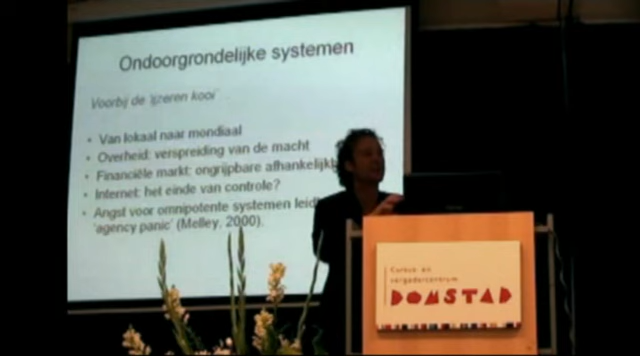 Ondoorgrondelijke systemen
Voorbij de 'ijzeren kooi'
• Van lokaal naar mondiaal
• Overheid: verspreiding van de macht
• Financiële markt: ongrijpbare afhankelijkh
• Internet: het einde van controle?
• Angst voor omnipotente systemen leid
'agency panic' (Melley, 2000).
Cursus- en
vergadercentrum
DOMSTAD